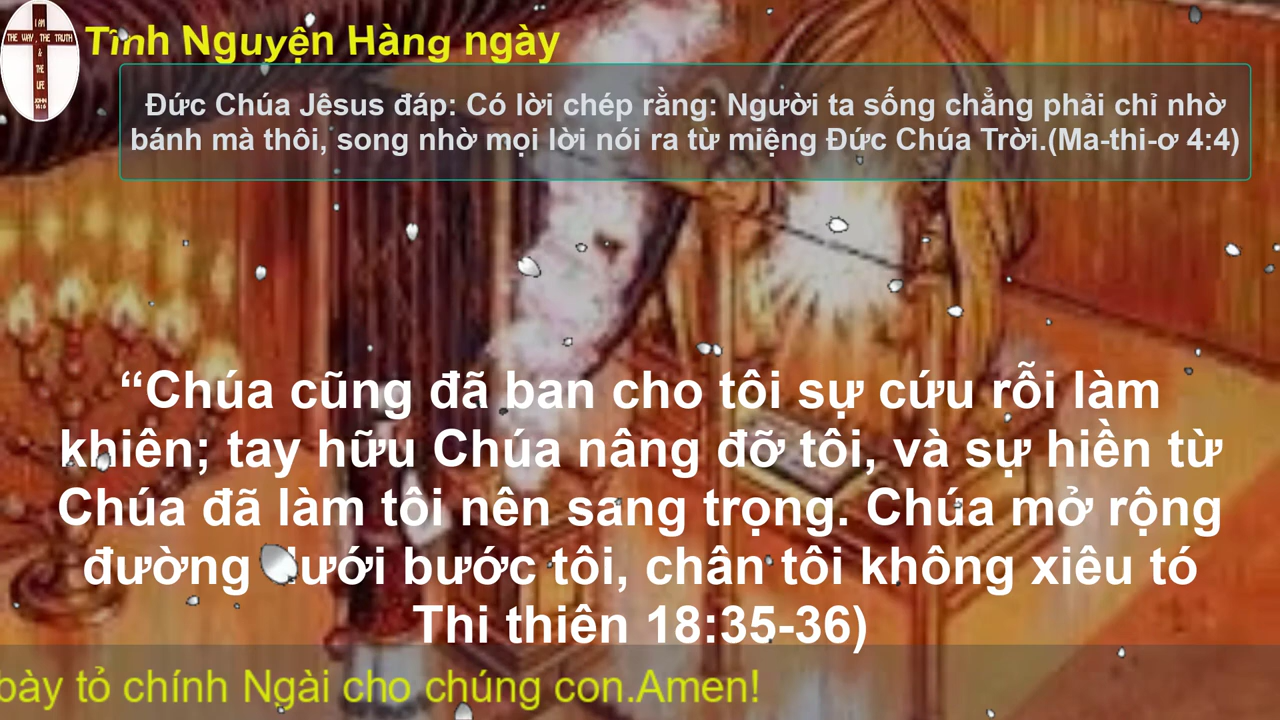 I AM
THE WAY, THE TRUTH
&
THE
LIFE
JOHN
14:6
Tĩnh Nguyện Hàng ngày
Đức Chúa Jêsus đáp: Có lời chép rằng: Người ta sống chẳng phải chỉ nhờ
bánh mà thôi, song nhờ mọi lời nói ra từ miệng Đức Chúa Trời.(Ma-thi-ơ 4:4)
“Chúa cũng đã ban cho tôi sự cứu rỗi làm
khiên; tay hữu Chúa nâng đỡ tôi, và sự hiền từ
Chúa đã làm tôi nên sang trọng. Chúa mở rộng
đường dưới bước tôi, chân tôi không xiêu tó
Thi thiên 18:35-36)
bày tỏ chính Ngài cho chúng con.Amen!